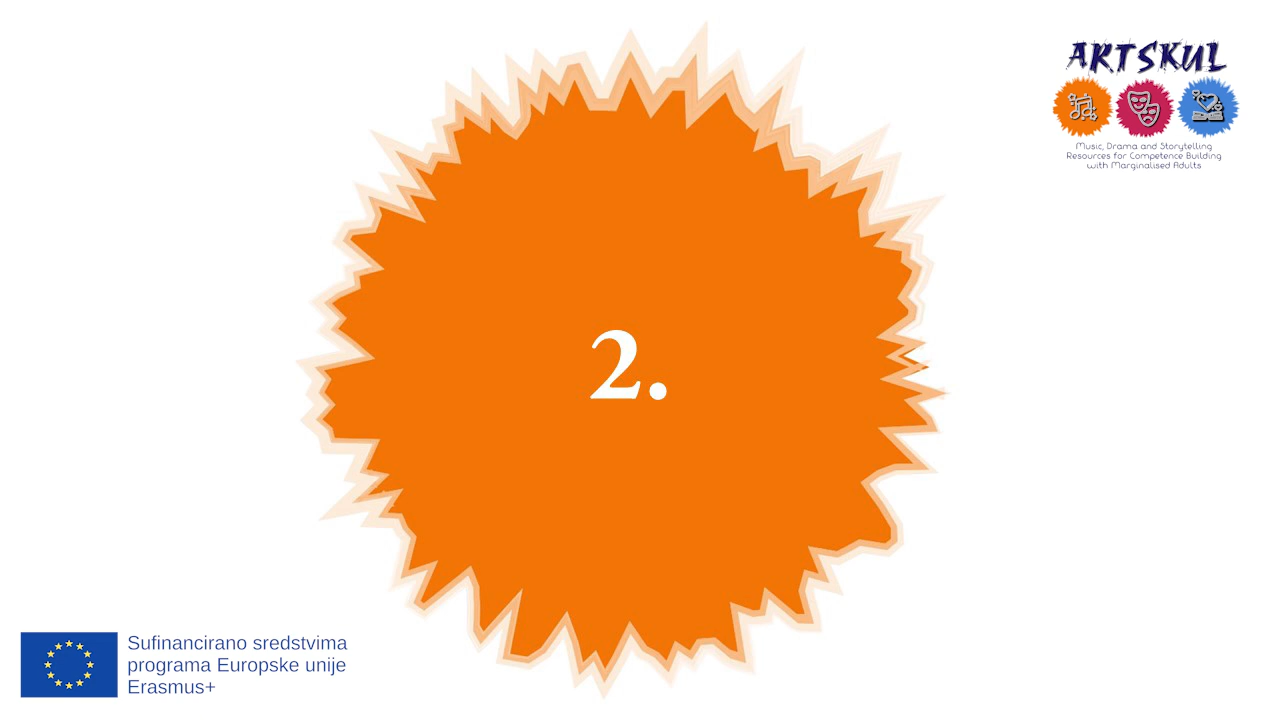 ARTSKUL
Music, Drama and Storytelling
Resources for Competence Building
with Marginalised Adults
2.
Sufinancirano sredstvima
programa Europske unije
Erasmus+